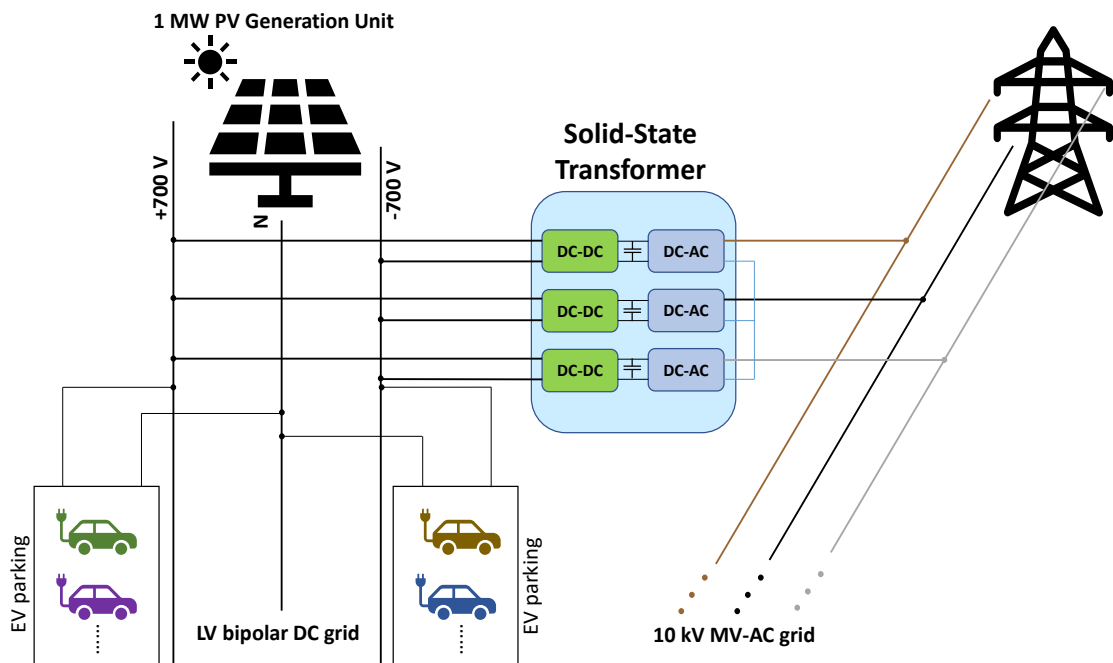 1 MW PV Generation Unit
+700 V
N
-700 V
Solid-State
Transformer
DC-DC
DC-AC
DC-DC
DC-AC
DC-DC
DC-AC
EV parking
EV parking
LV bipolar DC grid
10 kV MV-AC grid